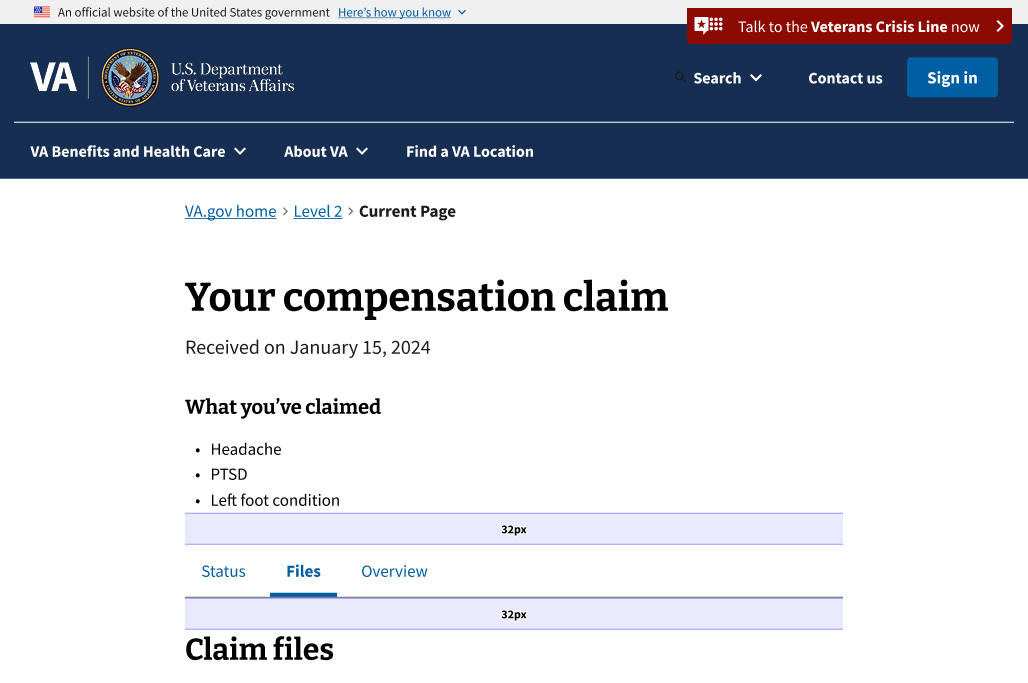 An official website of the United States government Here's how you know
Talk to the Veterans Crisis Line now
VA
U.S. Department
of Veterans Affairs
Search
Contact us
Sign in
VA Benefits and Health Care
About VA
Find a VA Location
VA.gov home › Level 2 › Current Page
Your compensation claim
Received on January 15, 2024
What you’ve claimed
• Headache
• PTSD
• Left foot condition
32px
Status
Files
Overview
32px
Claim files